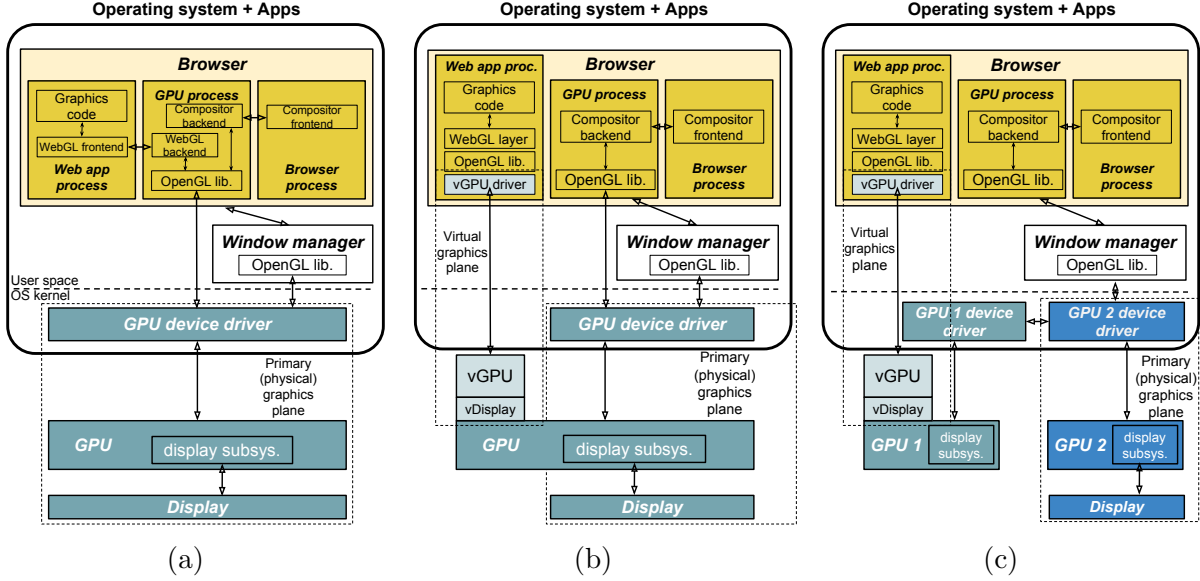 Operating system + Apps
Browser
GPU process
Graphics
code
Compositor
backend
Compositor
frontend
WebGL frontend
WebGL
backend
Web app
process
OpenGL lib.
Browser
process
Window manager
OpenGL lib.
User space
OS kernel
GPU device driver
Primary
(physical)
graphics
plane
GPU
display subsys.
Display
(a)
Operating system + Apps
Web app proc.
Browser
Graphics
code
GPU process
Compositor
backend
Compositor
frontend
WebGL layer
OpenGL lib.
vGPU driver
OpenGL lib.
Browser
process
Virtual
graphics
plane
Window manager
OpenGL lib.
GPU device driver
vGPU
vDisplay
Primary
(physical)
graphics
plane
GPU
display subsys.
Display
(b)
Operating system + Apps
Web app proc.
Browser
Graphics
code
GPU process
Compositor
backend
Compositor
frontend
WebGL layer
OpenGL lib.
vGPU driver
OpenGL lib.
Browser
process
Virtual
graphics
plane
Window manager
OpenGL lib.
GPU 1 device
driver
GPU 2 device
driver
vGPU
vDisplay
Primary
(physical)
graphics
plane
GPU 1
display
subsys.
GPU 2
display
subsys.
Display
(c)